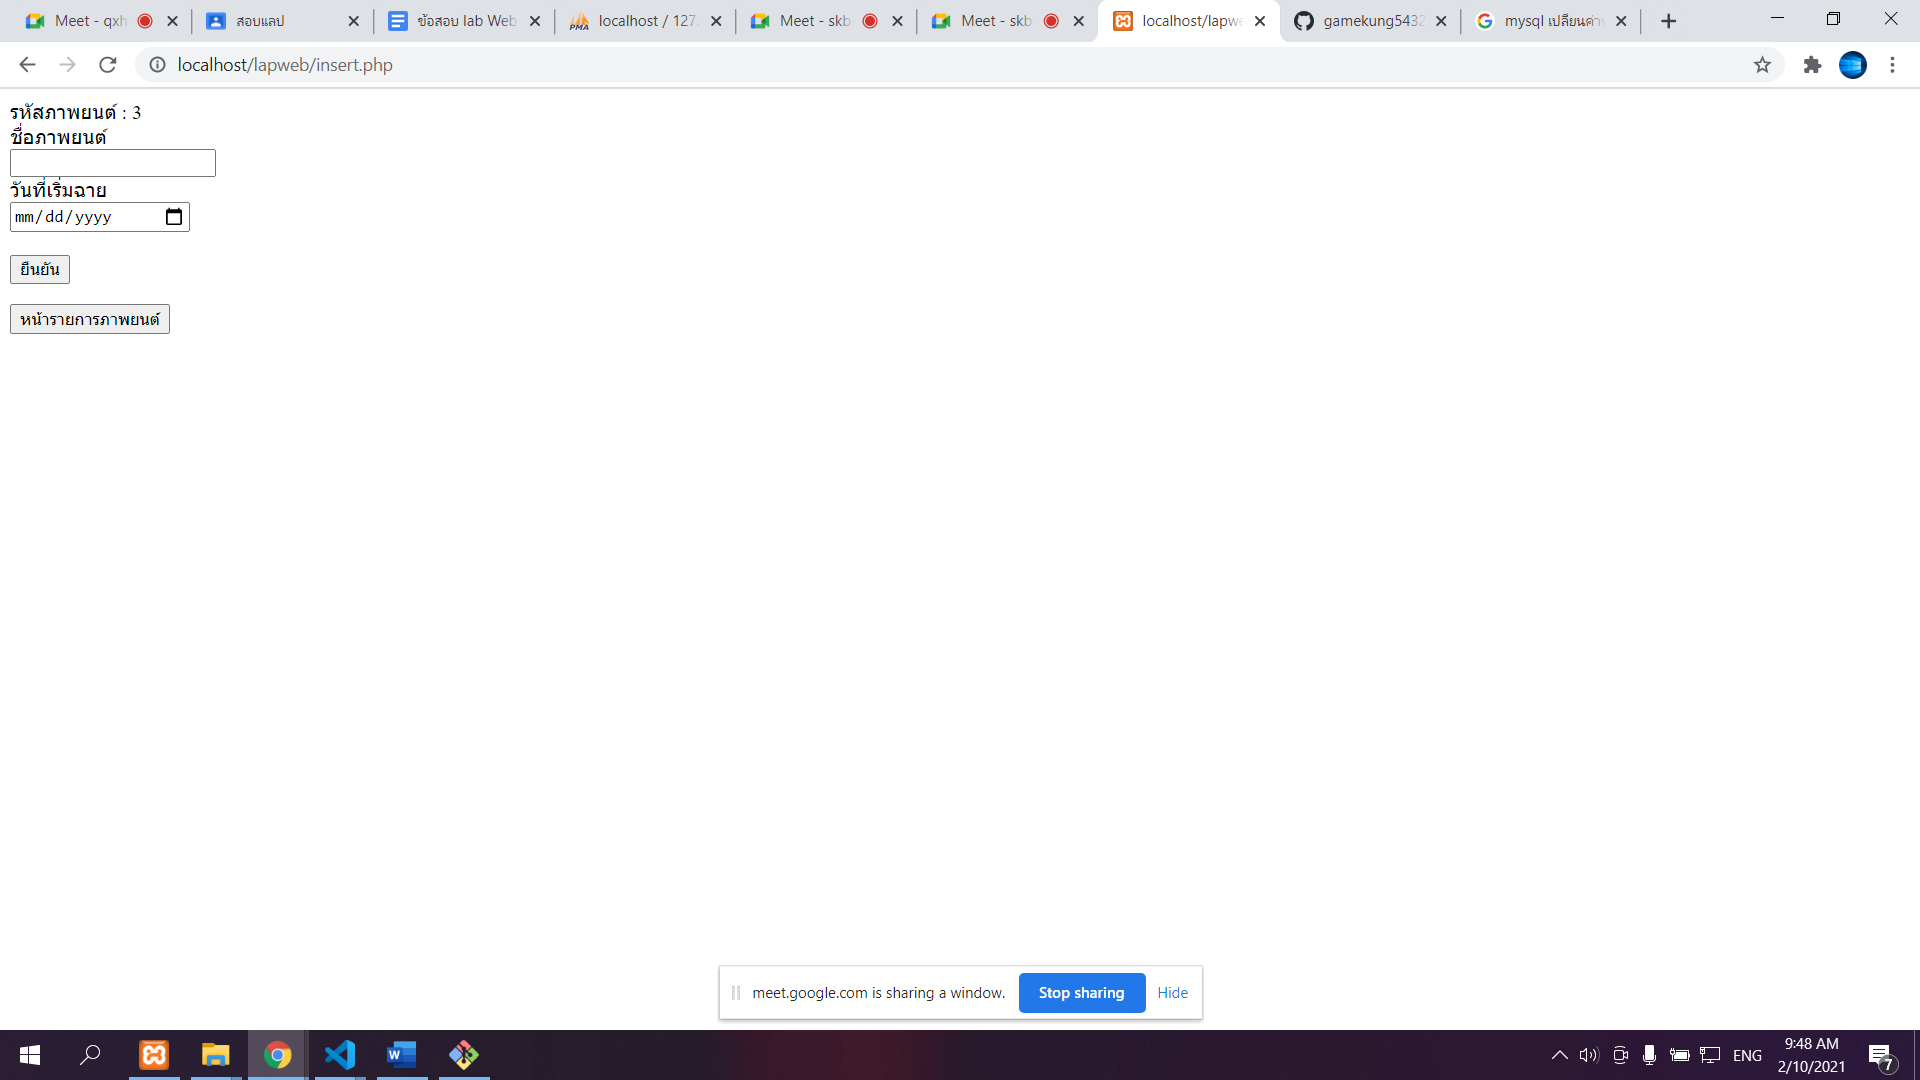 Meet - qxh
สอบแลป
ข้อสอบ lab Web
localhost / 127.
Meet - skb
Meet - skb
localhost/lapwe
gamekung5432
mysql เปลี่ยนค่า
localhost/lapweb/insert.php
รหัสภาพยนต์ : 3
ชื่อภาพยนต์
วันที่เริ่มฉาย
mm/dd/yyyy
ยืนยัน
หน้ารายการภาพยนต์
meet.google.com is sharing a window.
Stop sharing
Hide
ENG
9:48 AM
2/10/2021
7